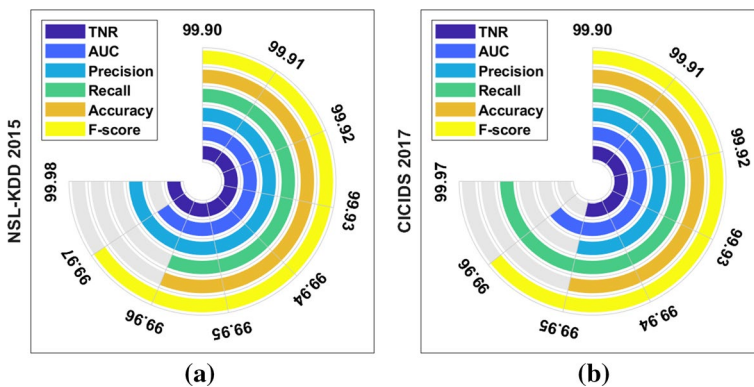 NSL-KDD 2015
TNR
AUC
Precision
Recall
Accuracy
F-score
99.90
99.91
99.92
99.93
99.94
99.95
99.96
99.97
99.98
(a)
CICIDS 2017
TNR
AUC
Precision
Recall
Accuracy
F-score
99.90
99.91
99.92
99.93
99.94
99.95
99.96
99.97
(b)